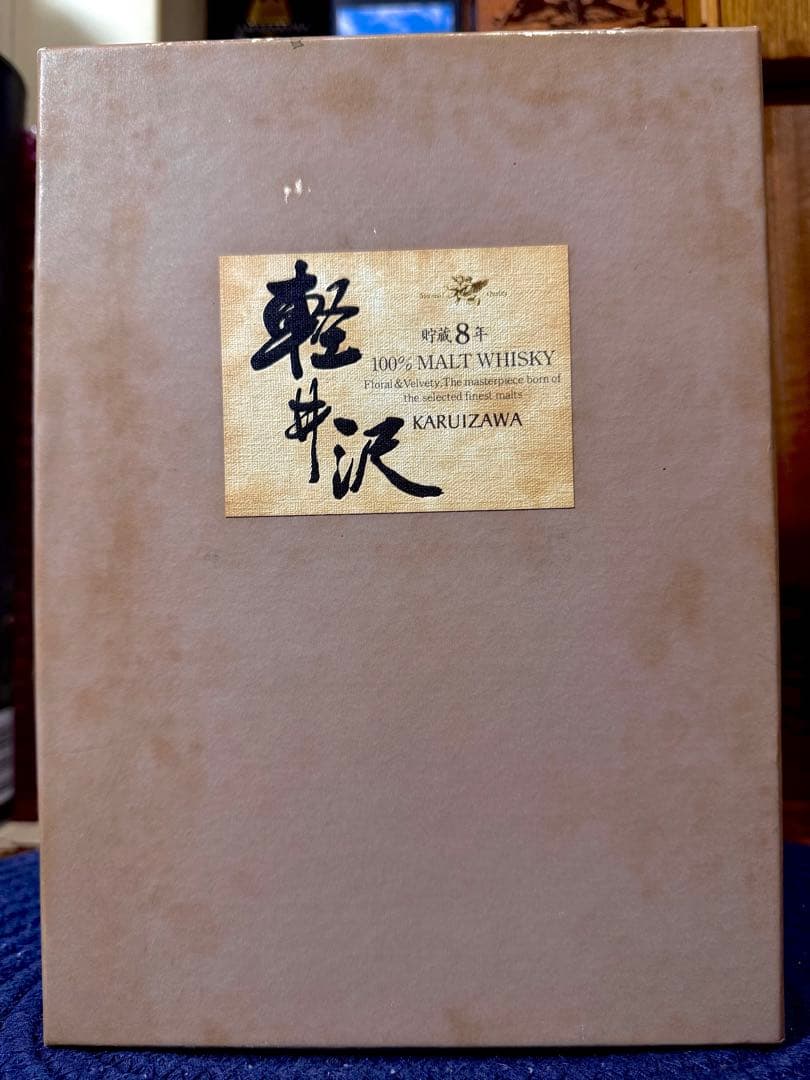 軽井沢
貯蔵8年
100% MALT WHISKY
Floral & Velvety. The masterpiece born of
the selected finest malts
KARUIZAWA